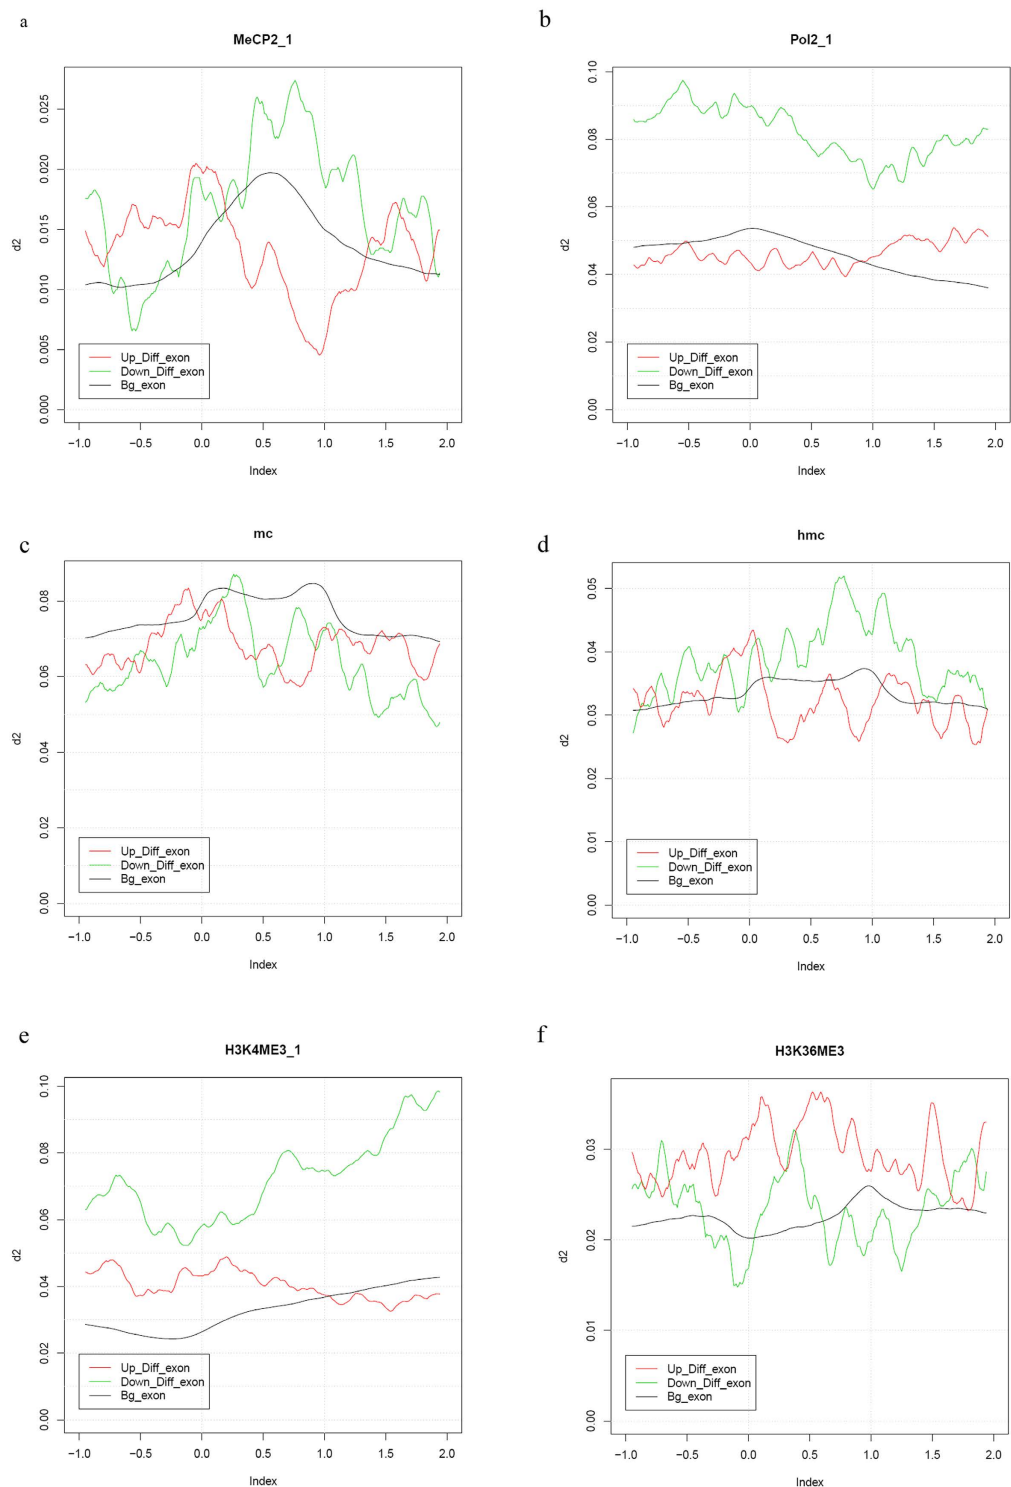 a
MeCP2_1
d2
0.025
0.020
0.015
0.010
0.005
0.000
Up_Diff_exon
Down_Diff_exon
Bg_exon
−1.0 −0.5 0.0 0.5 1.0 1.5 2.0
Index
b
Pol2_1
d2
0.10
0.08
0.06
0.04
0.02
0.00
Up_Diff_exon
Down_Diff_exon
Bg_exon
−1.0 −0.5 0.0 0.5 1.0 1.5 2.0
Index
c
mc
d2
0.08
0.06
0.04
0.02
0.00
Up_Diff_exon
Down_Diff_exon
Bg_exon
−1.0 −0.5 0.0 0.5 1.0 1.5 2.0
Index
d
hmc
d2
0.05
0.04
0.03
0.02
0.01
0.00
Up_Diff_exon
Down_Diff_exon
Bg_exon
−1.0 −0.5 0.0 0.5 1.0 1.5 2.0
Index
e
H3K4ME3_1
d2
0.10
0.08
0.06
0.04
0.02
0.00
Up_Diff_exon
Down_Diff_exon
Bg_exon
−1.0 −0.5 0.0 0.5 1.0 1.5 2.0
Index
f
H3K36ME3
d2
0.03
0.02
0.01
0.00
Up_Diff_exon
Down_Diff_exon
Bg_exon
−1.0 −0.5 0.0 0.5 1.0 1.5 2.0
Index